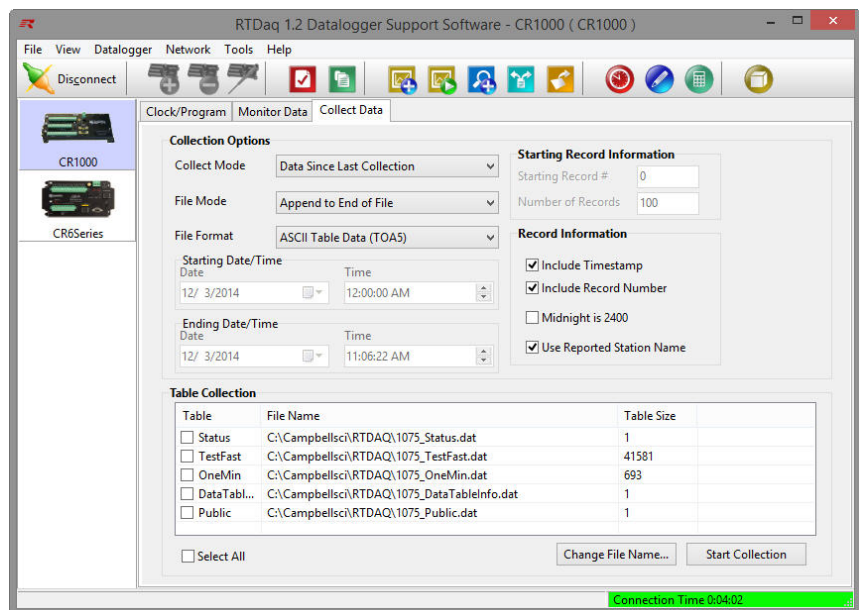 RTDaq 1.2 Datalogger Support Software - CR1000 ( CR1000 )
File View Datalogger Network Tools Help
Disconnect
CR1000
CR6Series
Clock/Program Monitor Data Collect Data
Collection Options
Collect Mode Data Since Last Collection
File Mode Append to End of File
File Format ASCII Table Data (TOA5)
Starting Date/Time
Date Time
12/ 3/2014 12:00:00 AM
Ending Date/Time
Date Time
12/ 3/2014 11:06:22 AM
Starting Record Information
Starting Record # 0
Number of Records 100
Record Information
Include Timestamp
Include Record Number
Midnight is 2400
Use Reported Station Name
Table Collection
Table File Name Table Size
Status C:\Campbellsci\RTDAQ\1075_Status.dat 1
TestFast C:\Campbellsci\RTDAQ\1075_TestFast.dat 41581
OneMin C:\Campbellsci\RTDAQ\1075_OneMin.dat 693
DataTabl... C:\Campbellsci\RTDAQ\1075_DataTableInfo.dat 1
Public C:\Campbellsci\RTDAQ\1075_Public.dat 1
Select All Change File Name... Start Collection
Connection Time 0:04:02